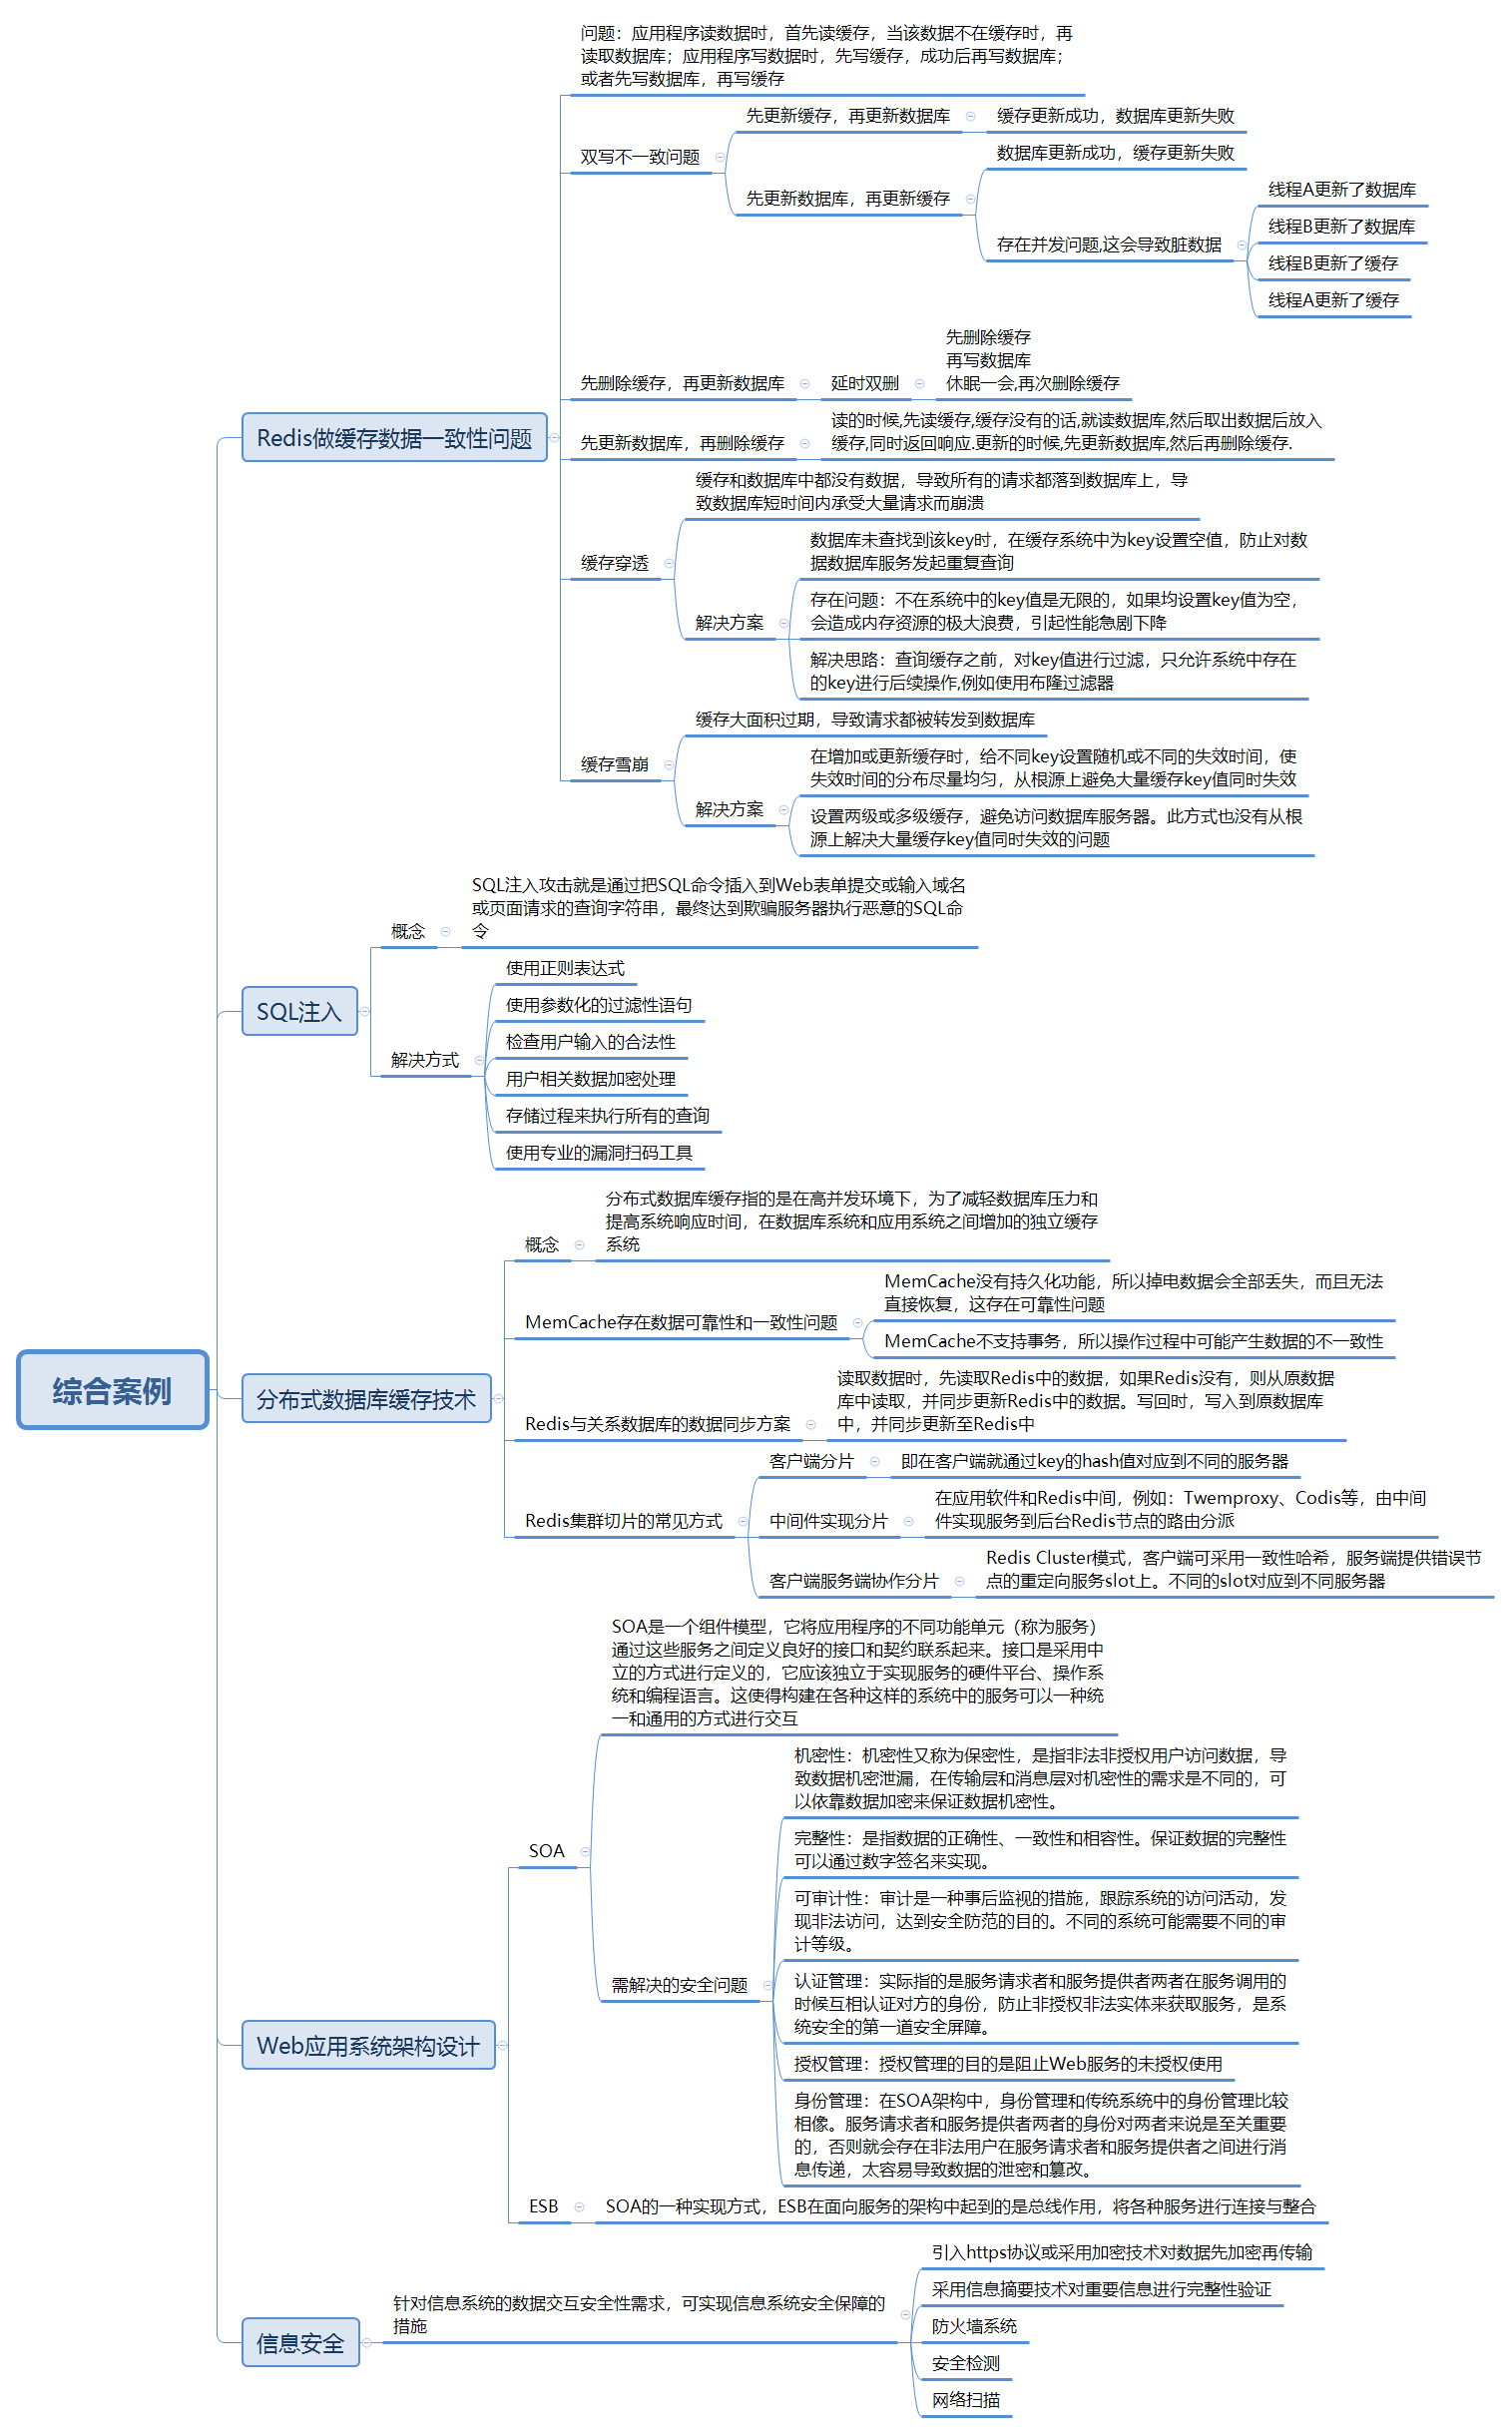 综合案例
Redis做缓存数据一致性问题
问题：应用程序读数据时，首先读缓存，当该数据不在缓存时，再
读取数据库；应用程序写数据时，先写缓存，成功后再写数据库；
或者先写数据库，再写缓存
双写不一致问题
先更新缓存，再更新数据库
缓存更新成功，数据库更新失败
先更新数据库，再更新缓存
数据库更新成功，缓存更新失败
存在并发问题,这会导致脏数据
线程A更新了数据库
线程B更新了数据库
线程B更新了缓存
线程A更新了缓存
先删除缓存，再更新数据库
延时双删
先删除缓存
再写数据库
休眠一会,再次删除缓存
先更新数据库，再删除缓存
读的时候,先读缓存,缓存没有的话,就读数据库,然后取出数据后放入
缓存,同时返回响应.更新的时候,先更新数据库,然后再删除缓存.
缓存穿透
缓存和数据库中都没有数据，导致所有的请求都落到数据库上，导
致数据库短时间内承受大量请求而崩溃
解决方案
数据库未查找到该key时，在缓存系统中为key设置空值，防止对数
据数据库服务发起重复查询
存在问题：不在系统中的key值是无限的，如果均设置key值为空，
会造成内存资源的极大浪费，引起性能急剧下降
解决思路：查询缓存之前，对key值进行过滤，只允许系统中存在
的key进行后续操作,例如使用布隆过滤器
缓存雪崩
缓存大面积过期，导致请求都被转发到数据库
解决方案
在增加或更新缓存时，给不同key设置随机或不同的失效时间，使
失效时间的分布尽量均匀，从根源上避免大量缓存key值同时失效
设置两级或多级缓存，避免访问数据库服务器。此方式也没有从根
源上解决大量缓存key值同时失效的问题
SQL注入
概念
SQL注入攻击就是通过把SQL命令插入到Web表单提交或输入域名
或页面请求的查询字符串，最终达到欺骗服务器执行恶意的SQL命
令
解决方式
使用正则表达式
使用参数化的过滤性语句
检查用户输入的合法性
用户相关数据加密处理
存储过程来执行所有的查询
使用专业的漏洞扫码工具
分布式数据库缓存技术
概念
分布式数据库缓存指的是在高并发环境下，为了减轻数据库压力和
提高系统响应时间，在数据库系统和应用系统之间增加的独立缓存
系统
MemCache存在数据可靠性和一致性问题
MemCache没有持久化功能，所以掉电数据会全部丢失，而且无法
直接恢复，这存在可靠性问题
MemCache不支持事务，所以操作过程中可能产生数据的不一致性
Redis与关系数据库的数据同步方案
读取数据时，先读取Redis中的数据，如果Redis没有，则从原数据
库中读取，并同步更新Redis中的数据。写回时，写入到原数据库
中，并同步更新至Redis中
Redis集群切片的常见方式
客户端分片
即在客户端就通过key的hash值对应到不同的服务器
中间件实现分片
在应用软件和Redis中间，例如：Twemproxy、Codis等，由中间
件实现服务到后台Redis节点的路由分派
客户端服务端协作分片
Redis Cluster模式，客户端可采用一致性哈希，服务端提供错误节
点的重定向服务slot上。不同的slot对应到不同服务器
Web应用系统架构设计
SOA
SOA是一个组件模型，它将应用程序的不同功能单元（称为服务）
通过这些服务之间定义良好的接口和契约联系起来。接口是采用中
立的方式进行定义的，它应该独立于实现服务的硬件平台、操作系
统和编程语言。这使得构建在各种这样的系统中的服务可以一种统
一和通用的方式进行交互
需解决的安全问题
机密性：机密性又称为保密性，是指非法非授权用户访问数据，导
致数据机密泄漏，在传输层和消息层对机密性的需求是不同的，可
以依靠数据加密来保证数据机密性。
完整性：是指数据的正确性、一致性和相容性。保证数据的完整性
可以通过数字签名来实现。
可审计性：审计是一种事后监视的措施，跟踪系统的访问活动，发
现非法访问，达到安全防范的目的。不同的系统可能需要不同的审
计等级。
认证管理：实际指的是服务请求者和服务提供者两者在服务调用的
时候互相认证对方的身份，防止非授权非法实体来获取服务，是系
统安全的第一道安全屏障。
授权管理：授权管理的目的是阻止Web服务的未授权使用
身份管理：在SOA架构中，身份管理和传统系统中的身份管理比较
相像。服务请求者和服务提供者两者的身份对两者来说是至关重要
的，否则就会存在非法用户在服务请求者和服务提供者之间进行消
息传递，太容易导致数据的泄密和篡改。
ESB
SOA的一种实现方式，ESB在面向服务的架构中起到的是总线作用，将各种服务进行连接与整合
信息安全
针对信息系统的数据交互安全性需求，可实现信息系统安全保障的
措施
引入https协议或采用加密技术对数据先加密再传输
采用信息摘要技术对重要信息进行完整性验证
防火墙系统
安全检测
网络扫描